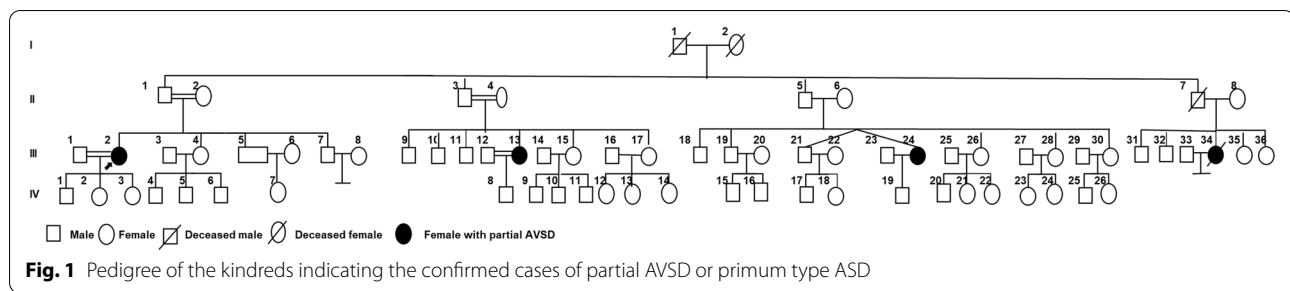 1 2
I
1 2 3 4 5 6 7 8
II
1 2 3 4 5 6 7 8 9 10 11 12 13 14 15 16 17 18 19 20 21 22 23 24 25 26 27 28 29 30 31 32 33 34 35 36
III
1 2 3 4 5 6 7 8 9 10 11 12 13 14 15 16 17 18 19 20 21 22 23 24 25 26
IV
Male Female Deceased male Deceased female Female with partial AVSD
Fig. 1 Pedigree of the kindreds indicating the confirmed cases of partial AVSD or primum type ASD